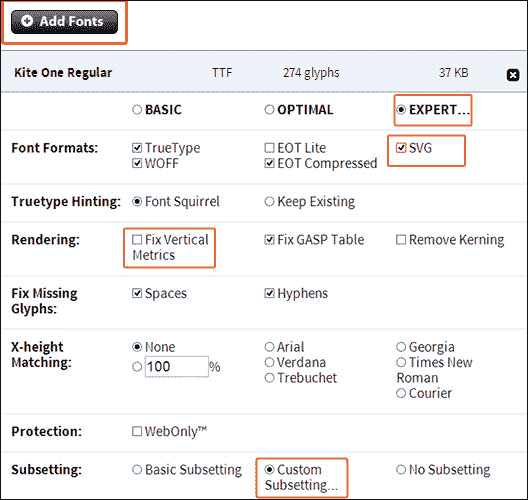 Add Fonts
Kite One Regular TTF 274 glyphs 37 KB
BASIC OPTIMAL EXPERT...
Font Formats: TrueType EOT Lite SVG
WOFF EOT Compressed
Truetype Hinting: Font Squirrel Keep Existing
Rendering: Fix Vertical Fix GASP Table Remove Kerning
Metrics
Fix Missing Spaces Hyphens
Glyphs:
X-height None Arial Georgia
Matching: 100 % Verdana Times New
Trebuchet Roman
Courier
Protection: WebOnly™
Subsetting: Basic Subsetting Custom No Subsetting
Subsetting...